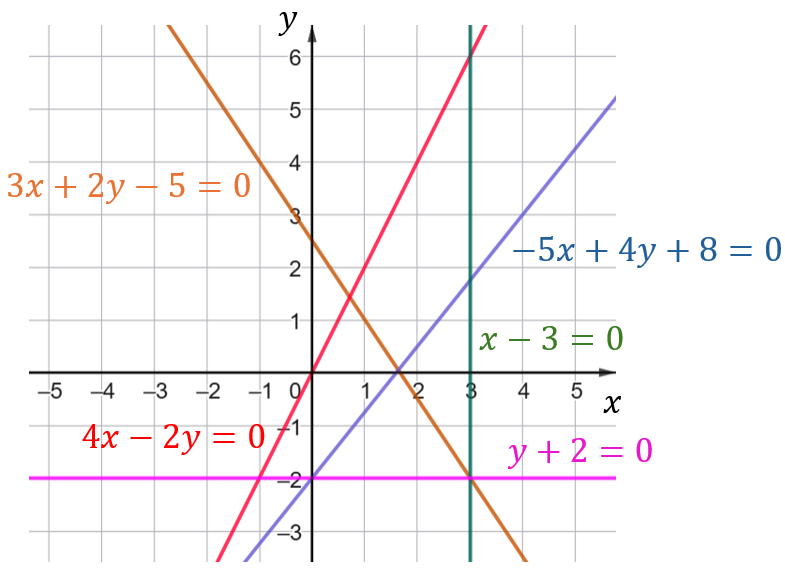 y
6
5
4
3x + 2y − 5 = 0
3
−5x + 4y + 8 = 0
2
1
x − 3 = 0
−5 −4 −3 −2 −1 0 1 2 3 4 5
x
4x − 2y = 0
−1
y + 2 = 0
−2
−3